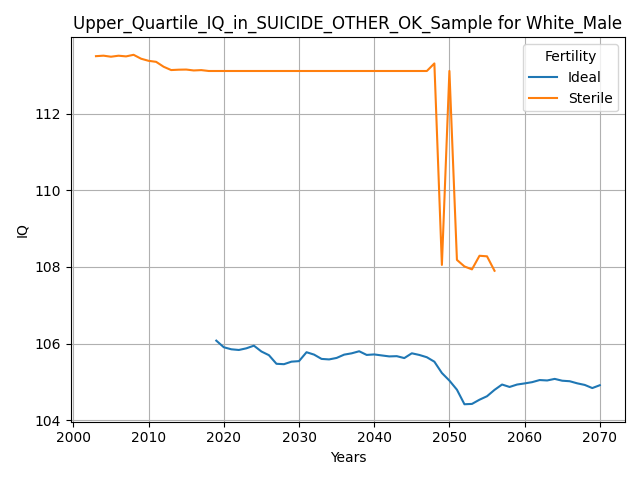 Upper_Quartile_IQ_in_SUICIDE_OTHER_OK_Sample for White_Male
Fertility
Ideal
Sterile
112
110
108
106
104
IQ
2000 2010 2020 2030 2040 2050 2060 2070
Years